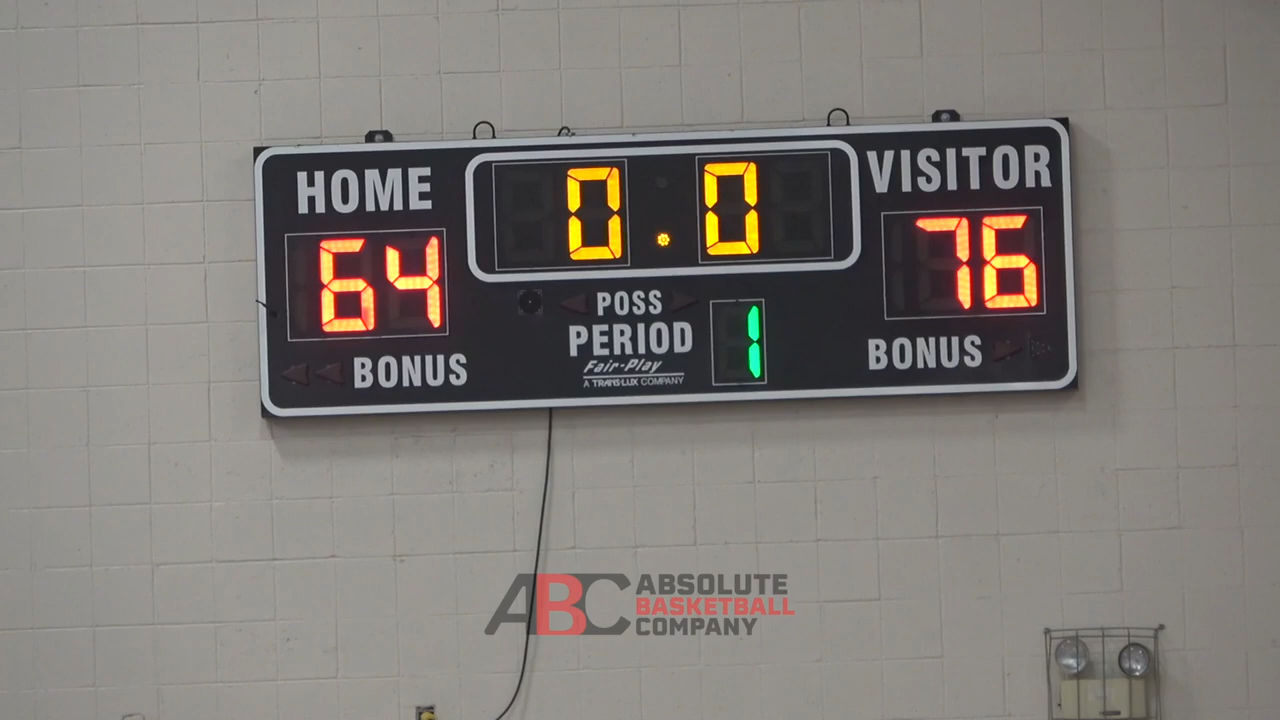 HOME
0.0
VISITOR
64
76
POSS
PERIOD
1
BONUS
BONUS
Fair-Play
A TRANS-LUX COMPANY
ABC
ABSOLUTE
BASKETBALL
COMPANY